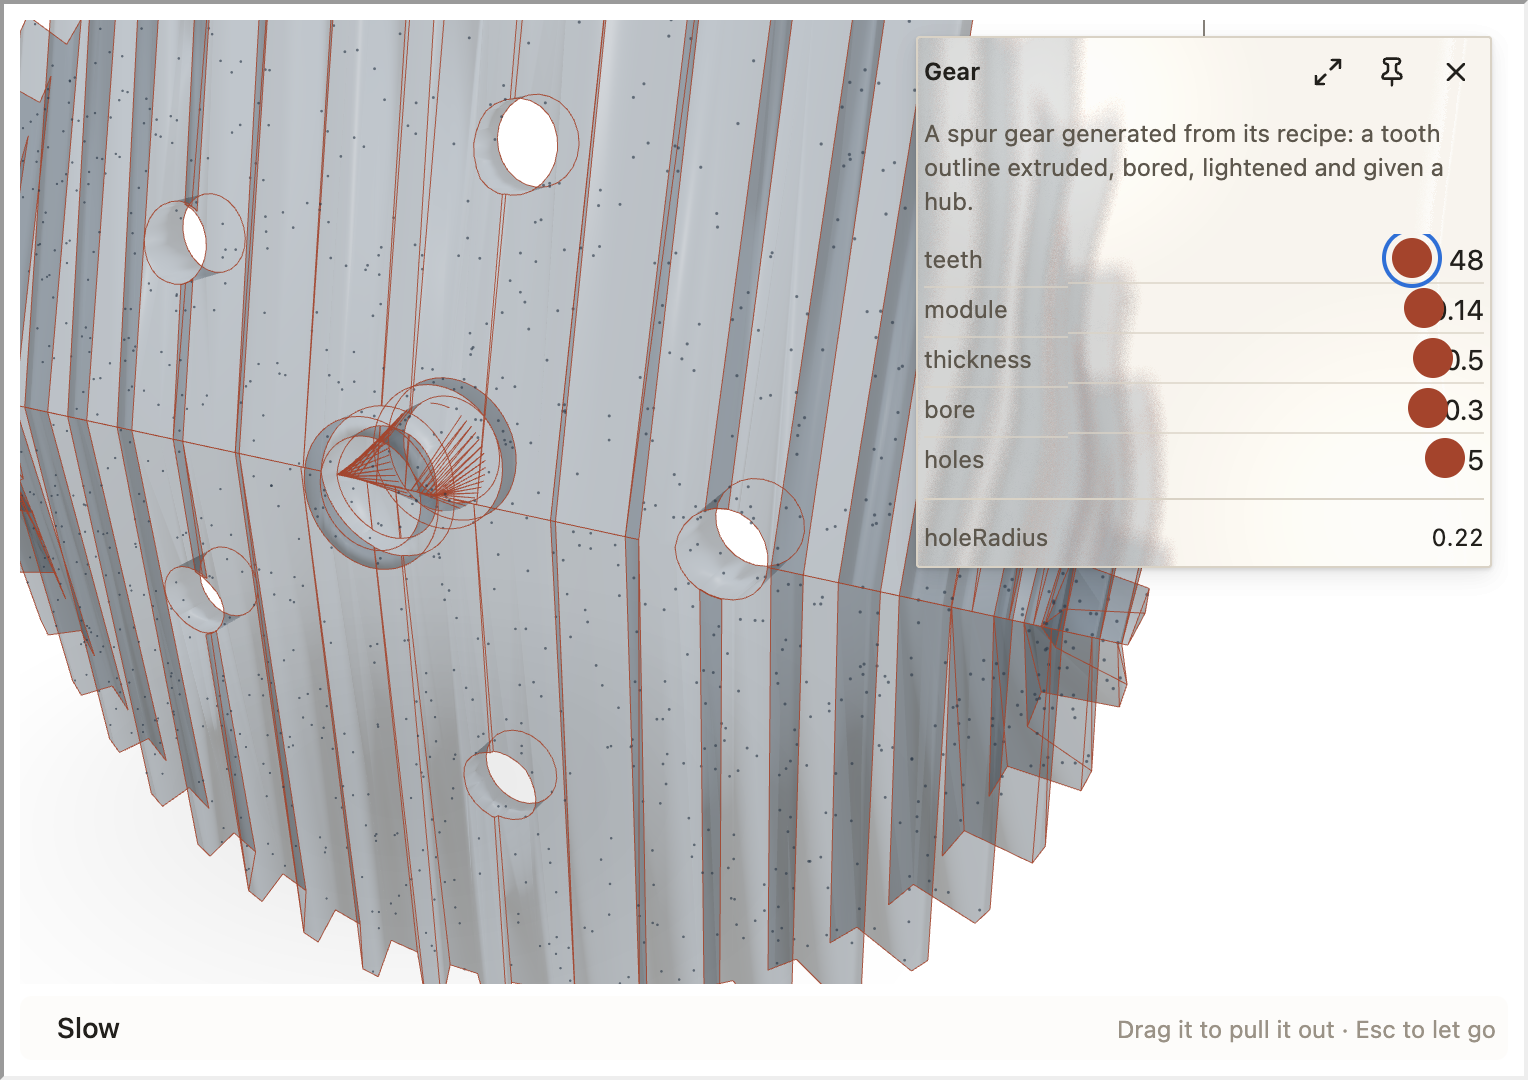 Gear
A spur gear generated from its recipe: a tooth
outline extruded, bored, lightened and given a
hub.
teeth 48
module .14
thickness 0.5
bore 0.3
holes 5
holeRadius 0.22
Slow
Drag it to pull it out · Esc to let go